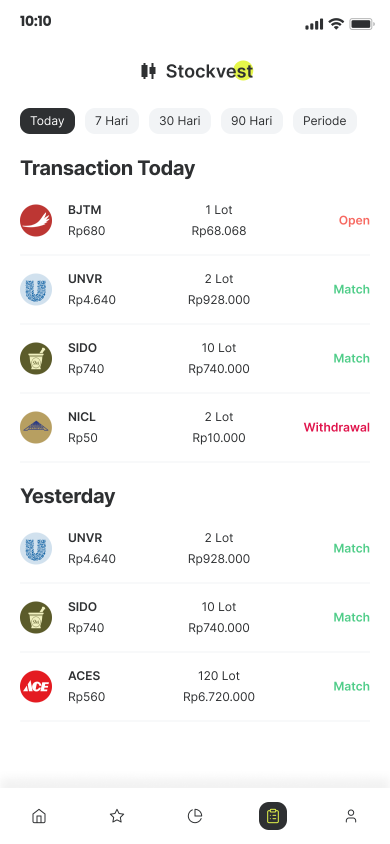 10:10
Stockvest
Today 7 Hari 30 Hari 90 Hari Periode
Transaction Today
BJTM 1 Lot
Rp680 Rp68.068 Open
UNVR 2 Lot
Rp4.640 Rp928.000 Match
SIDO 10 Lot
Rp740 Rp740.000 Match
NICL 2 Lot
Rp50 Rp10.000 Withdrawal
Yesterday
UNVR 2 Lot
Rp4.640 Rp928.000 Match
SIDO 10 Lot
Rp740 Rp740.000 Match
ACE
ACES 120 Lot
Rp560 Rp6.720.000 Match